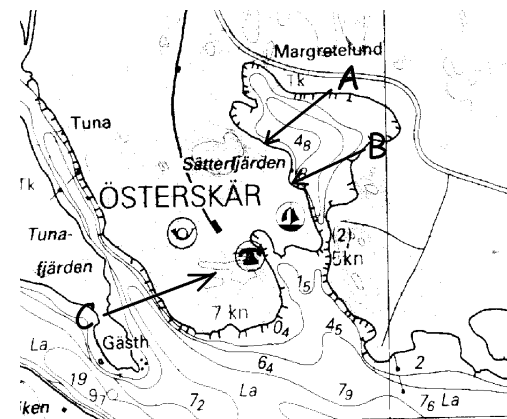 Margretelund
Tk
A
Tuna
4₈
B
Sätterfjärden
Tk
ÖSTERSKÄR
Tuna-
fjärden
(2)
5kn
1₅
C
7 kn
0₄
4₅
La
Gästh
6₄
2
19
9₇
La
7₂
7₉
7₆ La